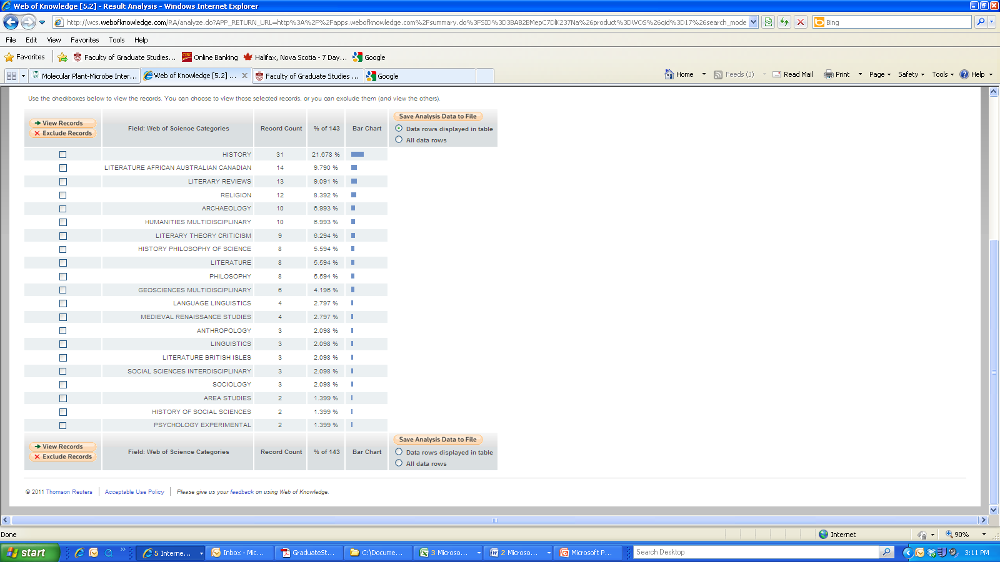 Web of Knowledge [5.2] - Result Analysis - Windows Internet Explorer
http://wcs.webofknowledge.com/RA/analyze.do?APP_RETURN_URL=http%3A%2F%2Fapps.webofknowledge.com%2Fsummary.do%3FSID%3D3BAB2BMepC7DlK237Na%26product%3DWOS%26qid%3D17%26search_mode
Bing
File Edit View Favorites Tools Help
Favorites Faculty of Graduate Studies... Online Banking Halifax, Nova Scotia - 7 Day... Google
Molecular Plant-Microbe Inter... Web of Knowledge [5.2] ... Faculty of Graduate Studies ... Google Home Feeds (J) Read Mail Print Page Safety Tools Help
Use the checkboxes below to view the records. You can choose to view those selected records, or you can exclude them (and view the others).
View Records
Exclude Records
Field: Web of Science Categories Record Count % of 143 Bar Chart
Save Analysis Data to File
Data rows displayed in table
All data rows
HISTORY 31 21.678 %
LITERATURE AFRICAN AUSTRALIAN CANADIAN 14 9.790 %
LITERARY REVIEWS 13 9.091 %
RELIGION 12 8.392 %
ARCHAEOLOGY 10 6.993 %
HUMANITIES MULTIDISCIPLINARY 10 6.993 %
LITERARY THEORY CRITICISM 9 6.294 %
HISTORY PHILOSOPHY OF SCIENCE 8 5.594 %
LITERATURE 8 5.594 %
PHILOSOPHY 8 5.594 %
GEOSCIENCES MULTIDISCIPLINARY 6 4.196 %
LANGUAGE LINGUISTICS 4 2.797 %
MEDIEVAL RENAISSANCE STUDIES 4 2.797 %
ANTHROPOLOGY 3 2.098 %
LINGUISTICS 3 2.098 %
LITERATURE BRITISH ISLES 3 2.098 %
SOCIAL SCIENCES INTERDISCIPLINARY 3 2.098 %
SOCIOLOGY 3 2.098 %
AREA STUDIES 2 1.399 %
HISTORY OF SOCIAL SCIENCES 2 1.399 %
PSYCHOLOGY EXPERIMENTAL 2 1.399 %
View Records
Exclude Records
Field: Web of Science Categories Record Count % of 143 Bar Chart
Save Analysis Data to File
Data rows displayed in table
All data rows
© 2011 Thomson Reuters Acceptable Use Policy Please give us your feedback on using Web of Knowledge.
Done Internet 90%
start 5 Interne... Inbox - Mic... GraduateSt... C:\Docume... 3 Microso... 2 Microso... Microsoft P... Search Desktop 3:11 PM